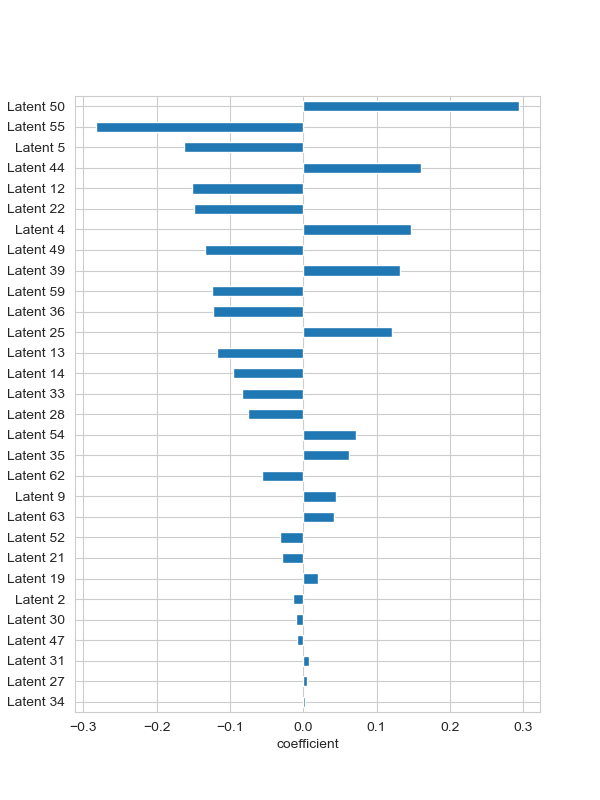 Latent 50
Latent 55
Latent 5
Latent 44
Latent 12
Latent 22
Latent 4
Latent 49
Latent 39
Latent 59
Latent 36
Latent 25
Latent 13
Latent 14
Latent 33
Latent 28
Latent 54
Latent 35
Latent 62
Latent 9
Latent 63
Latent 52
Latent 21
Latent 19
Latent 2
Latent 30
Latent 47
Latent 31
Latent 27
Latent 34
−0.3 −0.2 −0.1 0.0 0.1 0.2 0.3
coefficient